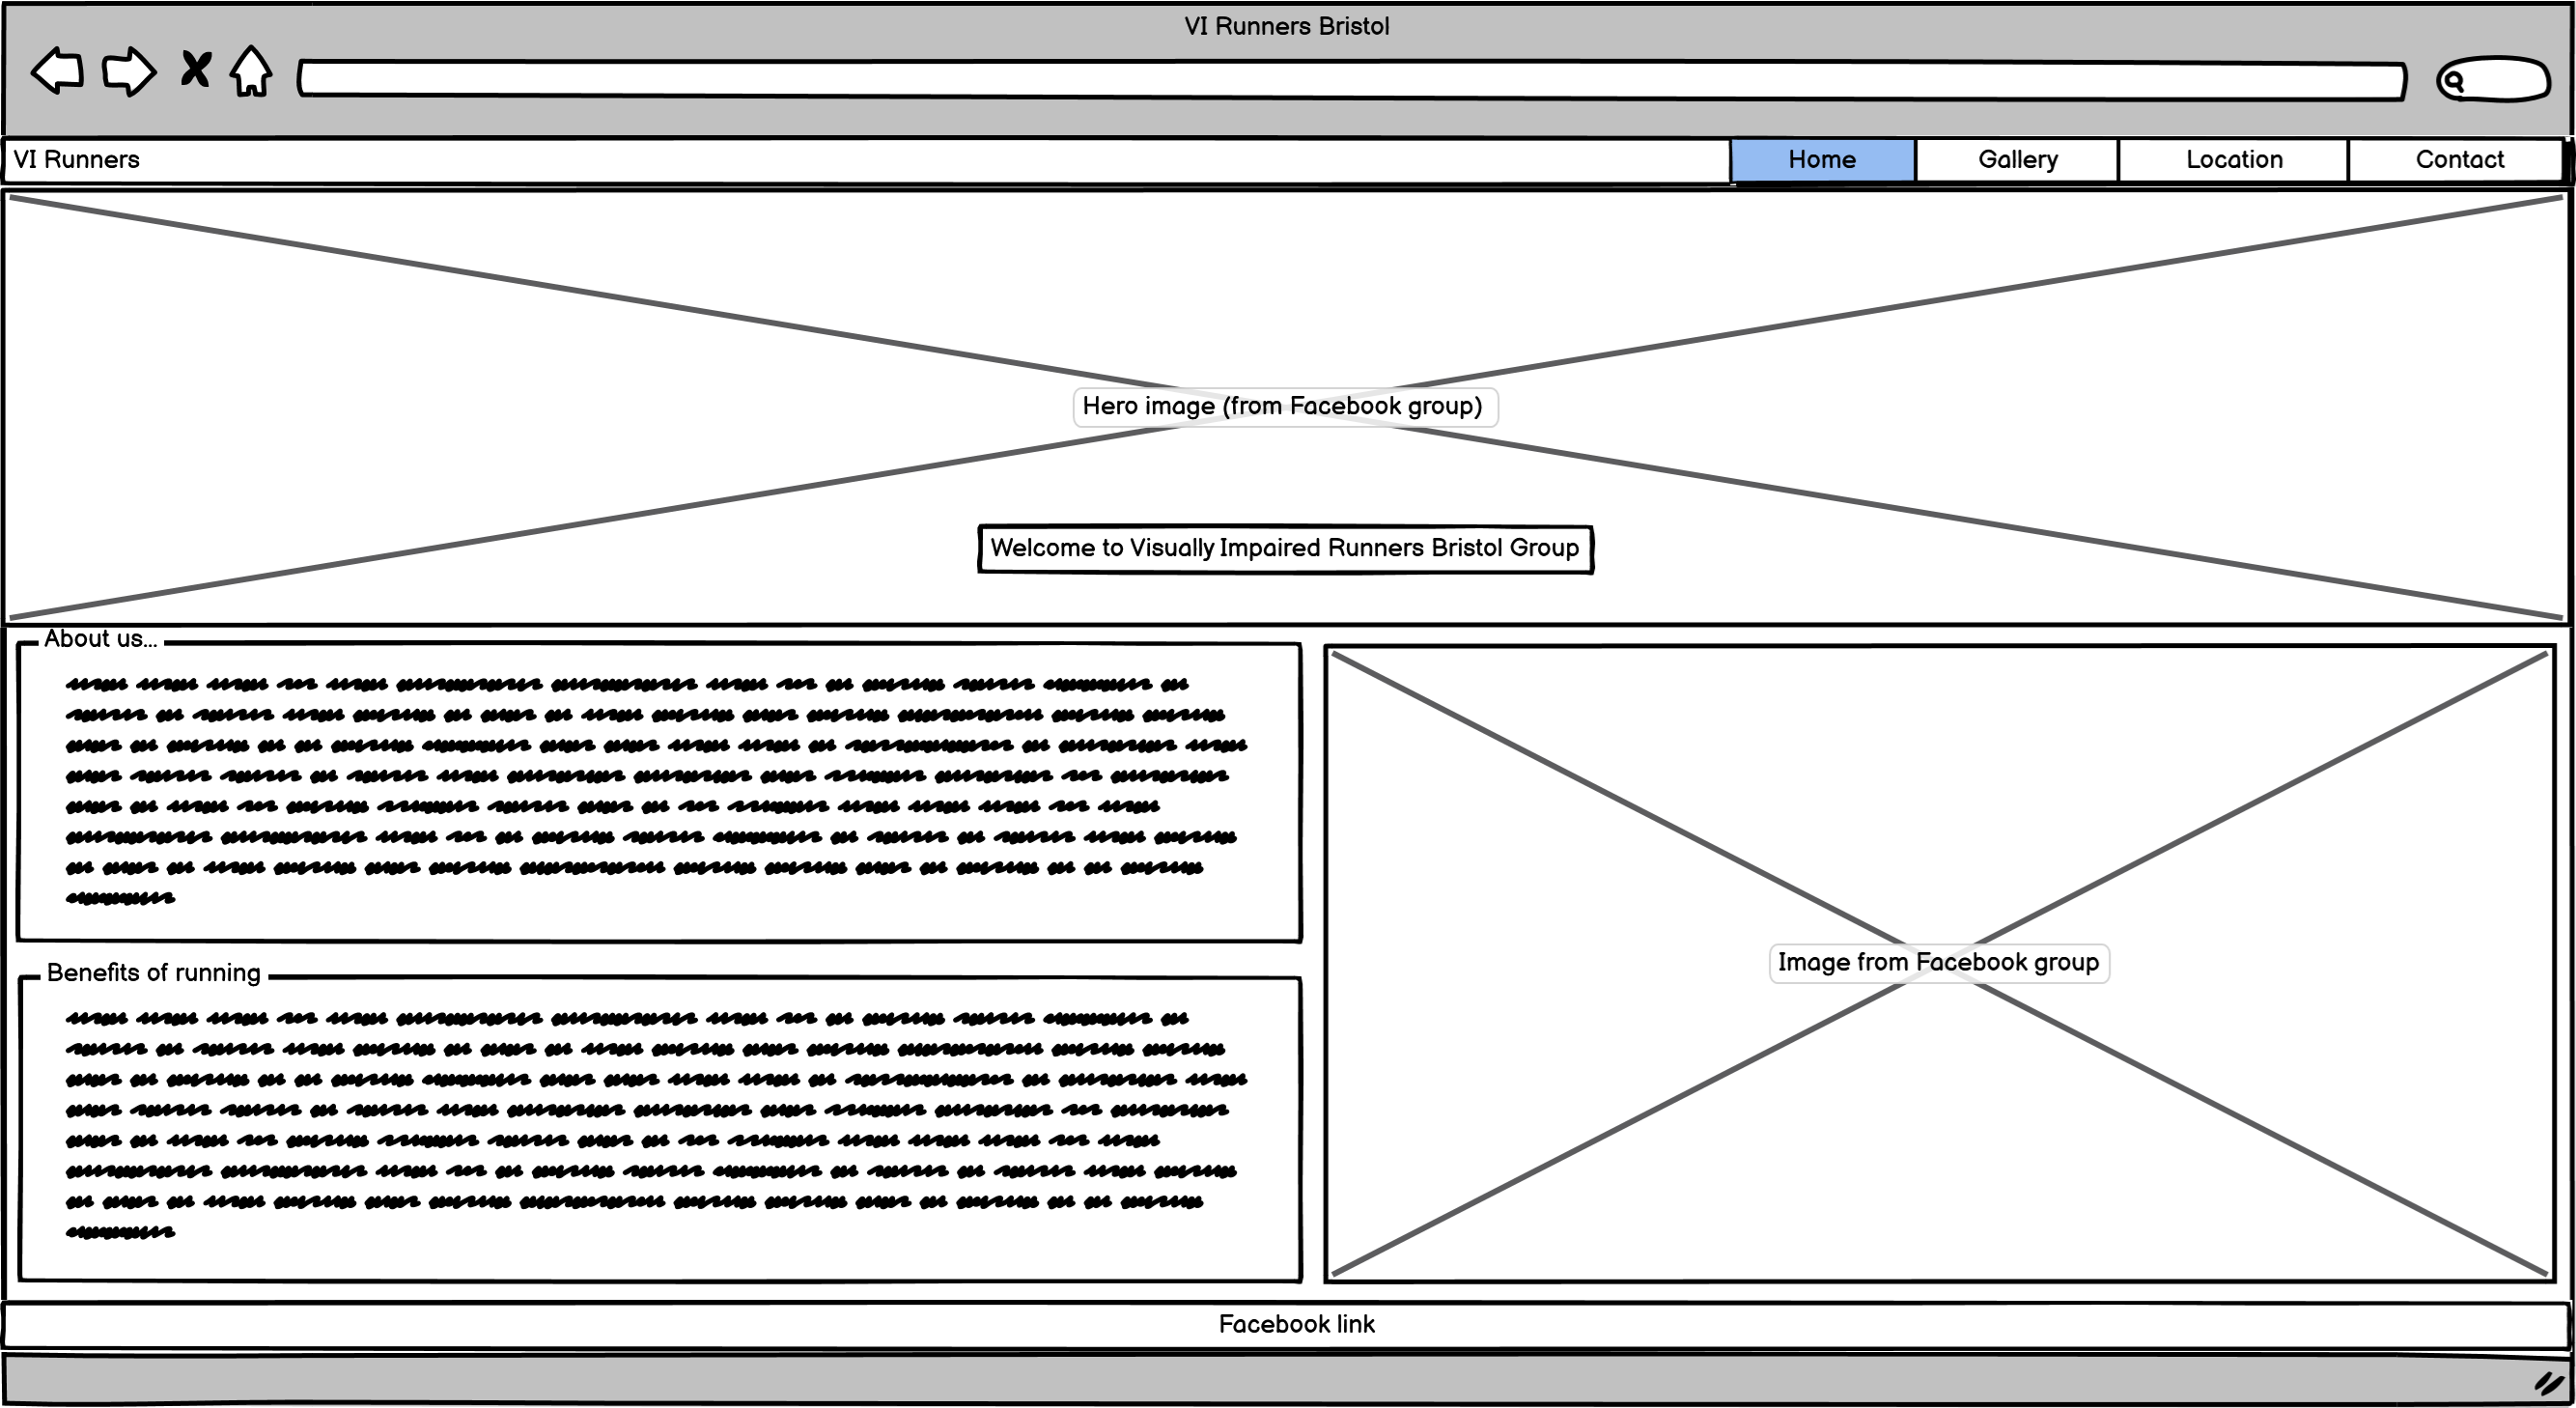 VI Runners Bristol
VI Runners
Home
Gallery
Location
Contact
Hero image (from Facebook group)
Welcome to Visually Impaired Runners Bristol Group
About us...
Benefits of running
Image from Facebook group
Facebook link